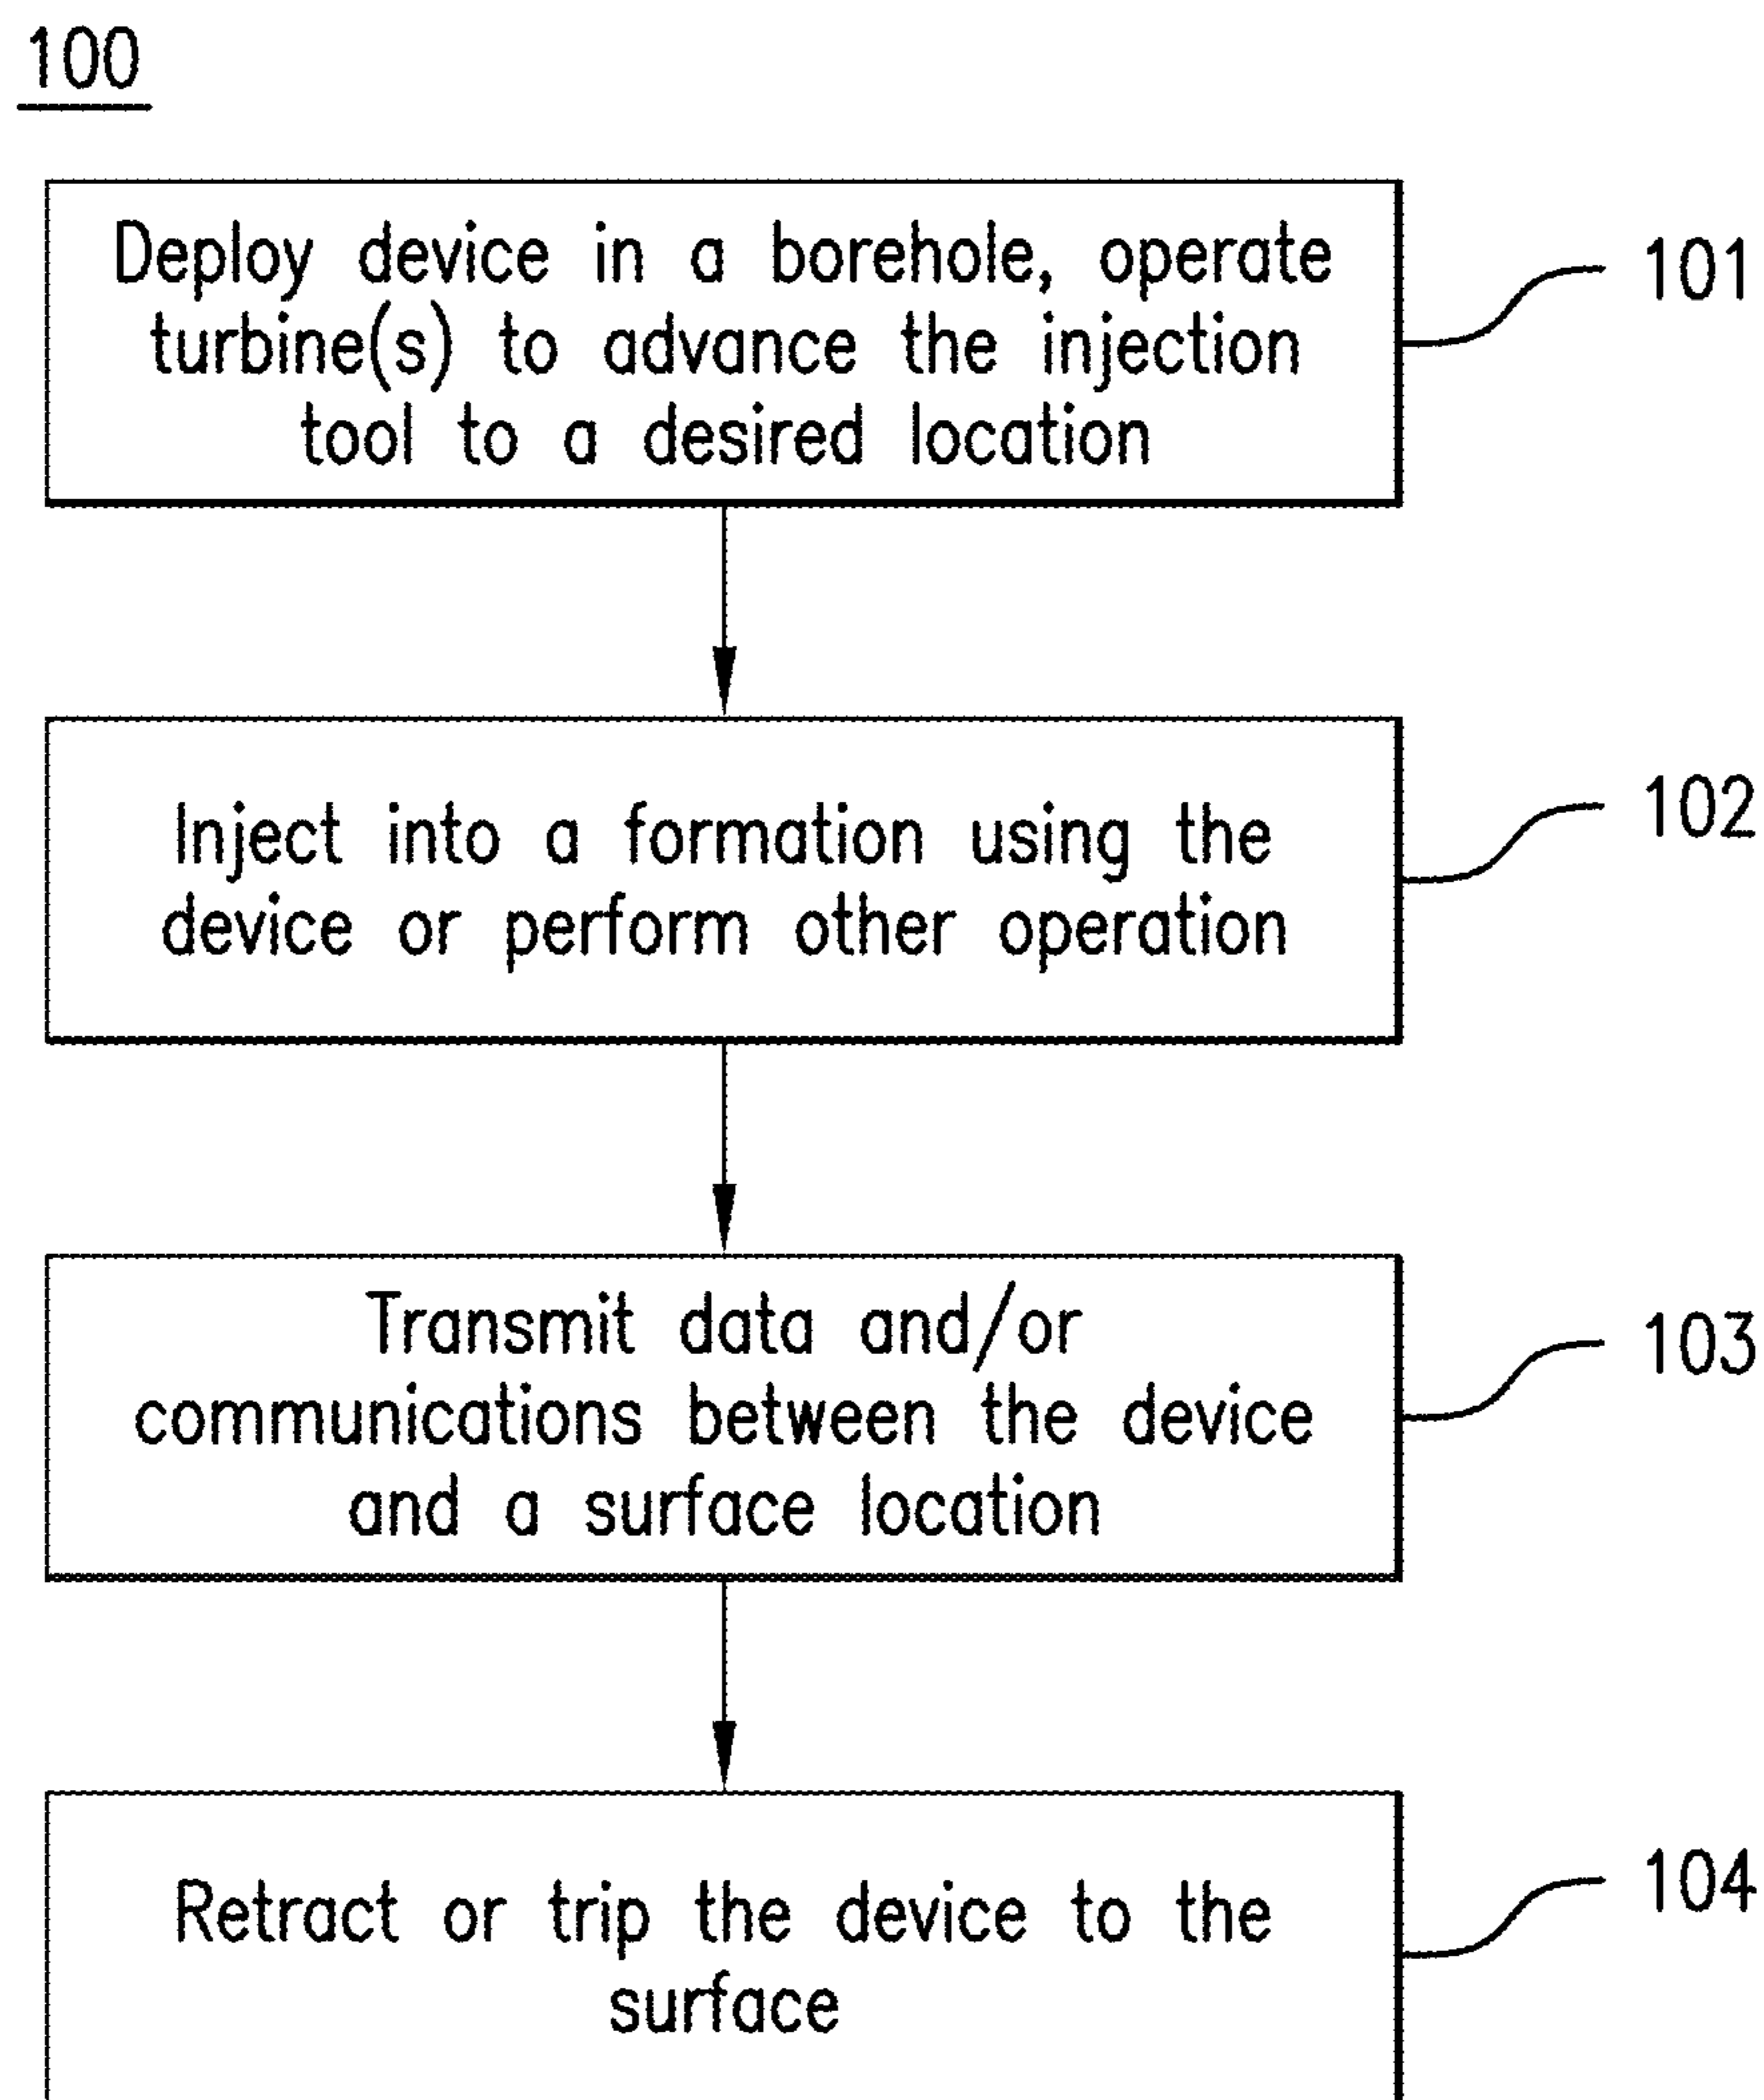 100
Deploy device in a borehole, operate
turbine(s) to advance the injection
tool to a desired location
101
Inject into a formation using the
device or perform other operation
102
Transmit data and/or
communications between the device
and a surface location
103
Retract or trip the device to the
surface
104